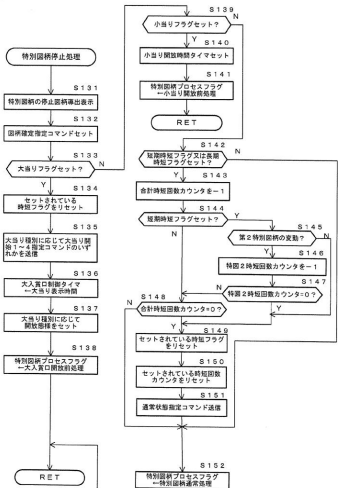 特別図柄停止処理
S131
特別図柄の停止図柄導出表示
S132
図柄確定指定コマンドセット
S133
大当りフラグセット？
N
Y
S134
セットされている
時短フラグをリセット
S135
大当り種別に応じて大当り開
始1～4指定コマンドのいず
れかを送信
S136
大入賞口制御タイマ
←大当り表示時間
S137
大当り種別に応じて
開放態様をセット
S138
特別図柄プロセスフラグ
←大入賞口開放前処理
RET
S139
小当りフラグセット？
N
Y
S140
小当り開放時間タイマセット
S141
特別図柄プロセスフラグ
←小当り開放前処理
RET
S142
短期時短フラグ又は長期
時短フラグセット？
N
Y
S143
合計時短回数カウンタを－1
S144
短期時短フラグセット？
Y
N
S145
第2特別図柄の変動？
N
Y
S146
特図2時短回数カウンタを－1
S147
特図2時短回数カウンタ=0？
N
Y
S148
合計時短回数カウンタ=0？
N
Y
S149
セットされている時短フラグ
をリセット
S150
セットされている時短回数
カウンタをリセット
S151
通常状態指定コマンド送信
S152
特別図柄プロセスフラグ
←特別図柄通常処理